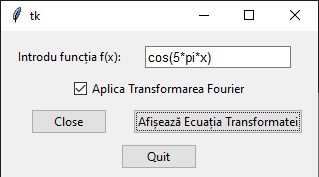 tk
Introdu funcția f(x): cos(5*pi*x)
Aplica Transformarea Fourier
Close Afișează Ecuația Transformatei
Quit